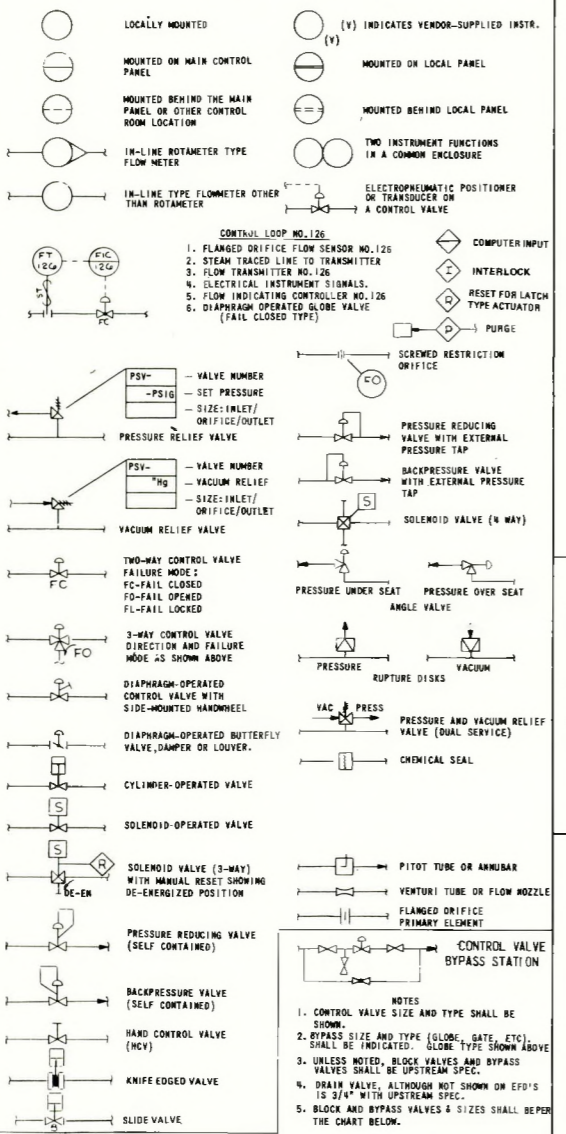 LOCALLY MOUNTED
(V) INDICATES VENDOR-SUPPLIED INSTR.
(V)
MOUNTED ON MAIN CONTROL
PANEL
MOUNTED ON LOCAL PANEL
MOUNTED BEHIND THE MAIN
PANEL OR OTHER CONTROL
ROOM LOCATION
MOUNTED BEHIND LOCAL PANEL
IN-LINE ROTAMETER TYPE
FLOW METER
TWO INSTRUMENT FUNCTIONS
IN A COMMON ENCLOSURE
IN-LINE TYPE FLOWMETER OTHER
THAN ROTAMETER
ELECTROPNEUMATIC POSITIONER
OR TRANSDUCER ON
A CONTROL VALVE
FT
126
FIC
126
ST
FC
CONTROL LOOP NO.126
1. FLANGED ORIFICE FLOW SENSOR NO.126
2. STEAM TRACED LINE TO TRANSMITTER
3. FLOW TRANSMITTER NO.126
4. ELECTRICAL INSTRUMENT SIGNALS.
5. FLOW INDICATING CONTROLLER NO.126
6. DIAPHRAGM OPERATED GLOBE VALVE
(FAIL CLOSED TYPE)
COMPUTER INPUT
I
INTERLOCK
R
RESET FOR LATCH
TYPE ACTUATOR
P
PURGE
SCREWED RESTRICTION
ORIFICE
FO
PSV-
- VALVE NUMBER
-PSIG
- SET PRESSURE
- SIZE: INLET/
ORIFICE/OUTLET
PRESSURE RELIEF VALVE
PRESSURE REDUCING
VALVE WITH EXTERNAL
PRESSURE TAP
PSV-
- VALVE NUMBER
"Hg
- VACUUM RELIEF
- SIZE: INLET/
ORIFICE/OUTLET
VACUUM RELIEF VALVE
BACKPRESSURE VALVE
WITH EXTERNAL PRESSURE
TAP
S
SOLENOID VALVE (4 WAY)
FC
TWO-WAY CONTROL VALVE
FAILURE MODE:
FC-FAIL CLOSED
FO-FAIL OPENED
FL-FAIL LOCKED
PRESSURE UNDER SEAT
PRESSURE OVER SEAT
ANGLE VALVE
FO
3-WAY CONTROL VALVE
DIRECTION AND FAILURE
MODE AS SHOWN ABOVE
PRESSURE
VACUUM
RUPTURE DISKS
DIAPHRAGM-OPERATED
CONTROL VALVE WITH
SIDE-MOUNTED HANDWHEEL
VAC
PRESS
PRESSURE AND VACUUM RELIEF
VALVE (DUAL SERVICE)
DIAPHRAGM-OPERATED BUTTERFLY
VALVE, DAMPER OR LOUVER.
CHEMICAL SEAL
CYLINDER-OPERATED VALVE
S
SOLENOID-OPERATED VALVE
S
R
DE-EN
SOLENOID VALVE (3-WAY)
WITH MANUAL RESET SHOWING
DE-ENERGIZED POSITION
PITOT TUBE OR ANNUBAR
VENTURI TUBE OR FLOW NOZZLE
FLANGED ORIFICE
PRIMARY ELEMENT
PRESSURE REDUCING VALVE
(SELF CONTAINED)
BACKPRESSURE VALVE
(SELF CONTAINED)
HAND CONTROL VALVE
(HCV)
KNIFE EDGED VALVE
SLIDE VALVE
CONTROL VALVE
BYPASS STATION
NOTES
1. CONTROL VALVE SIZE AND TYPE SHALL BE
SHOWN.
2. BYPASS SIZE AND TYPE (GLOBE, GATE, ETC).
SHALL BE INDICATED. GLOBE TYPE SHOWN ABOVE
3. UNLESS NOTED, BLOCK VALVES AND BYPASS
VALVES SHALL BE UPSTREAM SPEC.
4. DRAIN VALVE, ALTHOUGH NOT SHOWN ON EFD'S
IS 3/4" WITH UPSTREAM SPEC.
5. BLOCK AND BYPASS VALVES & SIZES SHALL BE PER
THE CHART BELOW.